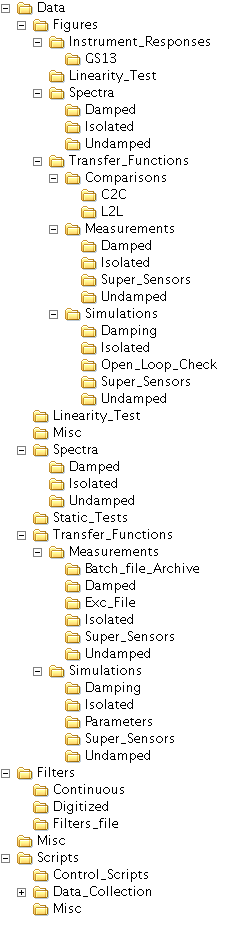 Data
Figures
Instrument_Responses
GS13
Linearity_Test
Spectra
Damped
Isolated
Undamped
Transfer_Functions
Comparisons
C2C
L2L
Measurements
Damped
Isolated
Super_Sensors
Undamped
Simulations
Damping
Isolated
Open_Loop_Check
Super_Sensors
Undamped
Linearity_Test
Misc
Spectra
Damped
Isolated
Undamped
Static_Tests
Transfer_Functions
Measurements
Batch_file_Archive
Damped
Exc_File
Isolated
Super_Sensors
Undamped
Simulations
Damping
Isolated
Parameters
Super_Sensors
Undamped
Filters
Continuous
Digitized
Filters_file
Misc
Scripts
Control_Scripts
Data_Collection
Misc